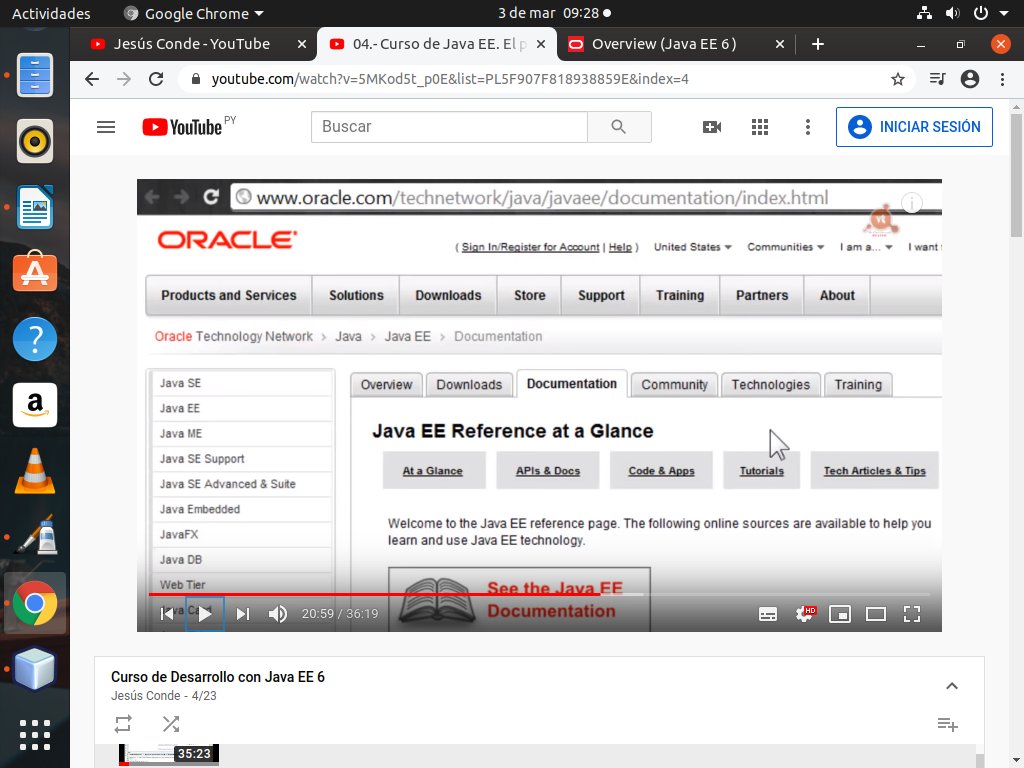 Actividades
Google Chrome
3 de mar 09:28
Jesús Conde - YouTube
04.- Curso de Java EE. El p
Overview (Java EE 6)
youtube.com/watch?v=5MKod5t_p0E&list=PL5F907F818938859E&index=4
YouTube PY
Buscar
INICIAR SESIÓN
www.oracle.com/technetwork/java/javaee/documentation/index.html
ORACLE
( Sign In/Register for Account | Help ) United States Communities I am a... I want
Products and Services Solutions Downloads Store Support Training Partners About
Oracle Technology Network > Java > Java EE > Documentation
Java SE
Java EE
Java ME
Java SE Support
Java SE Advanced & Suite
Java Embedded
JavaFX
Java DB
Web Tier
Java Card
Overview Downloads Documentation Community Technologies Training
Java EE Reference at a Glance
At a Glance APIs & Docs Code & Apps Tutorials Tech Articles & Tips
Welcome to the Java EE reference page. The following online sources are available to help you
learn and use Java EE technology.
See the Java EE
Documentation
20:59 / 36:19
HD
Curso de Desarrollo con Java EE 6
Jesús Conde - 4/23
35:23